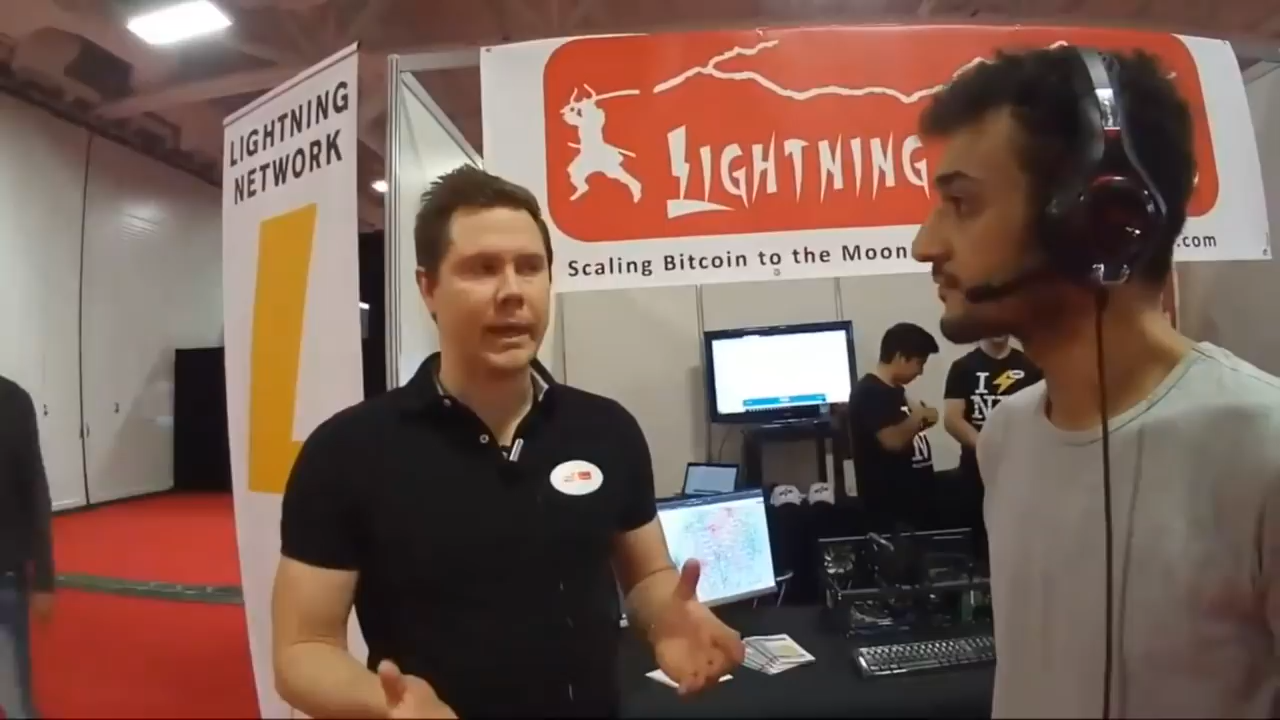 LIGHTNING
NETWORK
LIGHTNING
Scaling Bitcoin to the Moon
.com
I
N